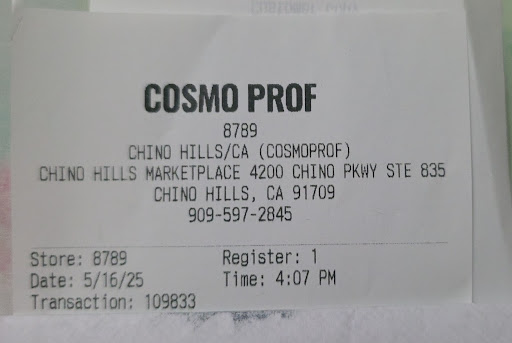 COSMO PROF
8789
CHINO HILLS/CA (COSMOPROF)
CHINO HILLS MARKETPLACE 4200 CHINO PKWY STE 835
CHINO HILLS, CA 91709
909-597-2845
Store: 8789 Register: 1
Date: 5/16/25 Time: 4:07 PM
Transaction: 109833